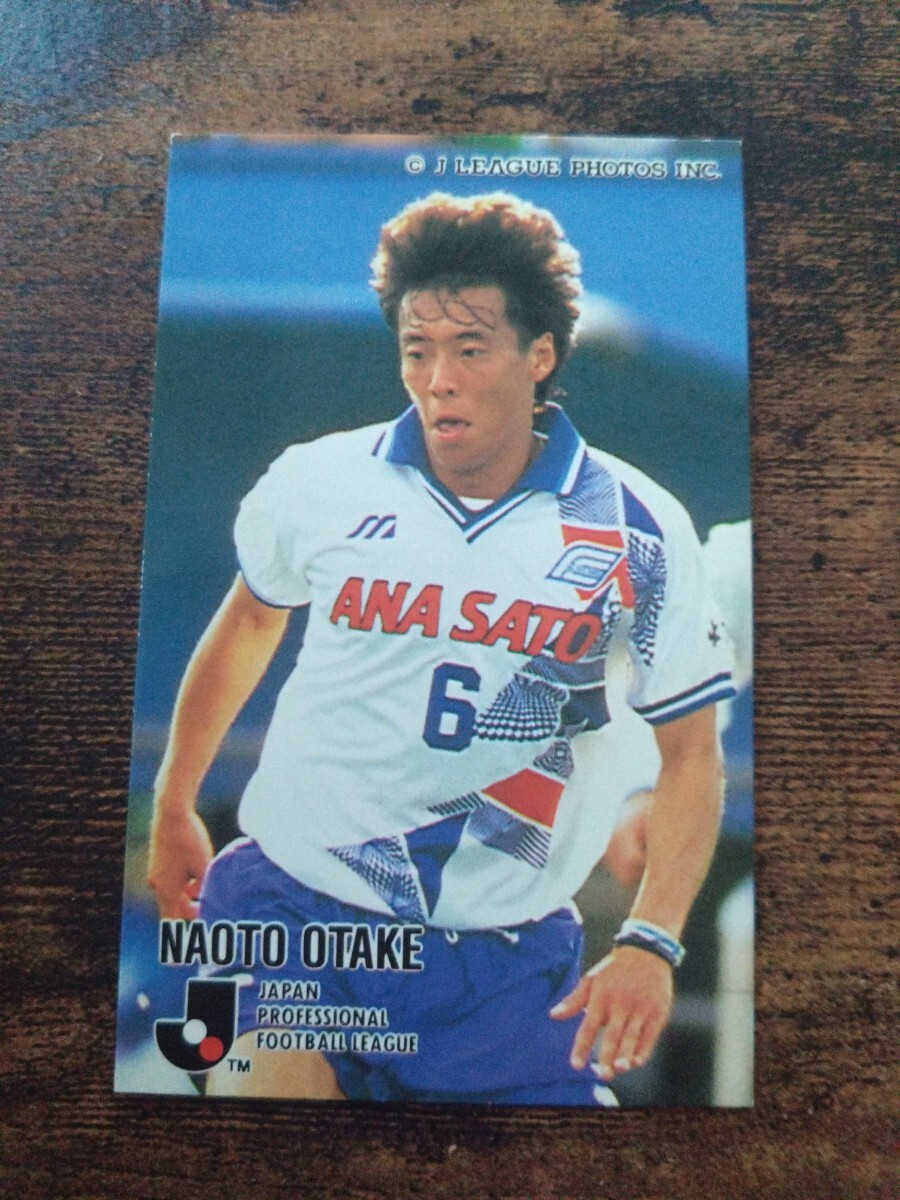 © J LEAGUE PHOTOS INC.
ANA SATO
6
NAOTO OTAKE
JAPAN
PROFESSIONAL
FOOTBALL LEAGUE
TM